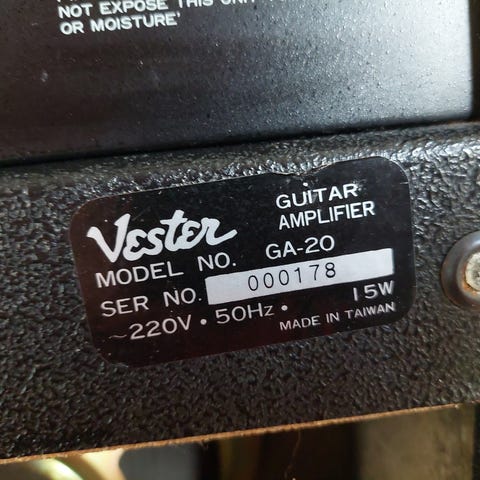 NOT EXPOSE THIS UNIT
OR MOISTURE'
Vester GUITAR
AMPLIFIER
MODEL NO. GA-20
SER NO. 000178
~220V · 50Hz · 15W
MADE IN TAIWAN